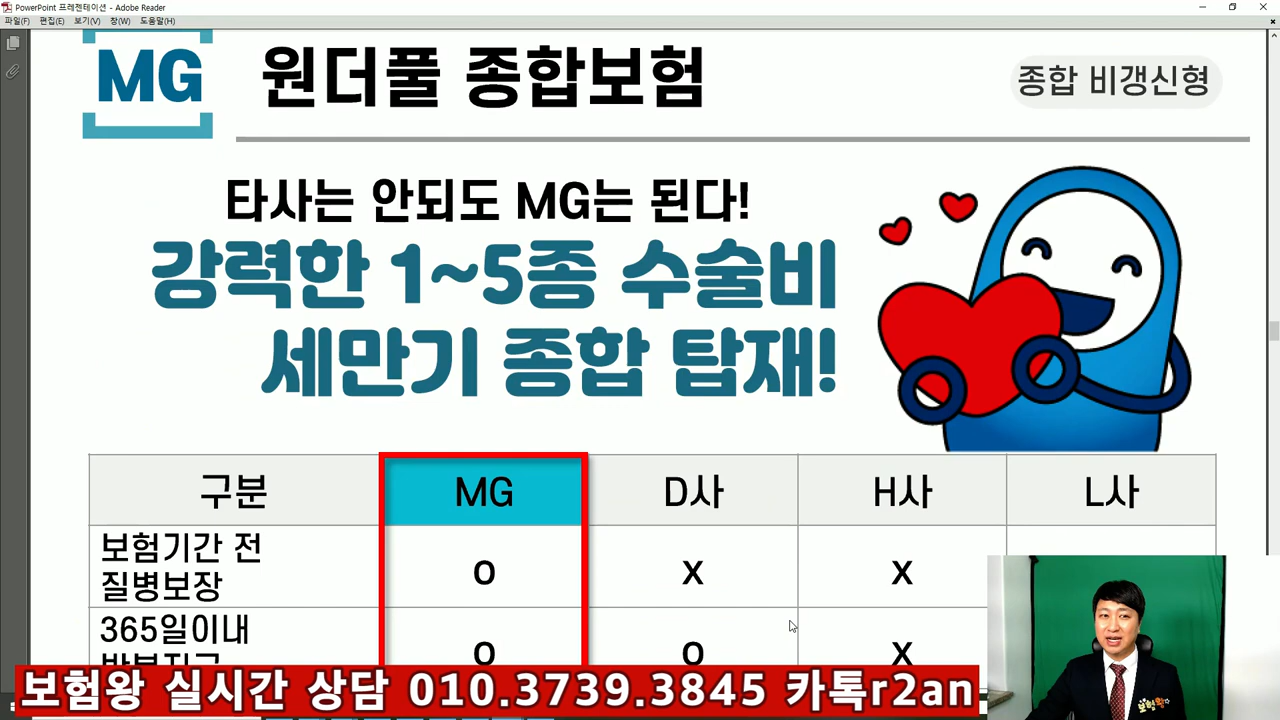 PowerPoint 프레젠테이션 - Adobe Reader
파일(F) 편집(E) 보기(V) 창(W) 도움말(H)
MG
원더풀 종합보험
종합 비갱신형
타사는 안되도 MG는 된다!
강력한 1~5종 수술비
세만기 종합 탑재!
구분 MG D사 H사 L사
보험기간 전
질병보장
O X X
365일이내
O O X
보험왕 실시간 상담 010.3739.3845 카톡r2an
보험왕